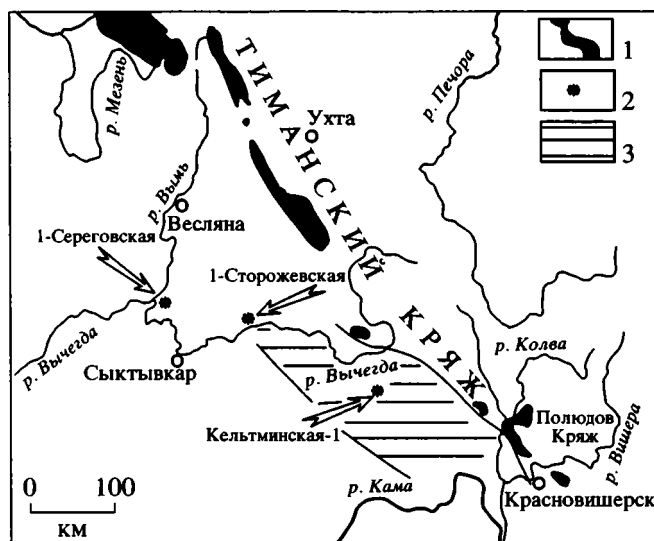 р. Мезень
ТИМАНСКИЙ КРЯЖ
р. Печора
1
2
3
Ухта
р. Вымь
Весляна
1-Сереговская
1-Сторожевская
р. Вычегда
Сыктывкар
р. Вычегда
р. Колва
Кельтминская-1
Полюдов
Кряж
р. Вишера
р. Кама
Красновишерск
0 100
км